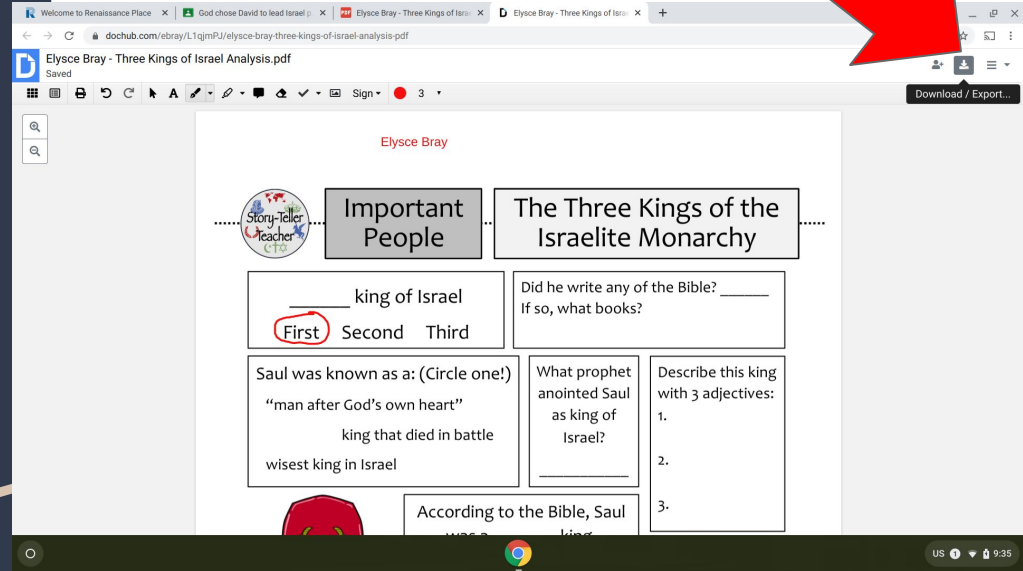 Welcome to Renaissance Place
God chose David to lead Israel p
Elysce Bray - Three Kings of Israe
Elysce Bray - Three Kings of Israe
dochub.com/ebray/L1qjmPJ/elysce-bray-three-kings-of-israel-analysis-pdf
Elysce Bray - Three Kings of Israel Analysis.pdf
Saved
A
Sign
3
Download / Export...
Elysce Bray
Story-Teller
Teacher
Important
People
The Three Kings of the
Israelite Monarchy
______ king of Israel
First Second Third
Did he write any of the Bible? ______
If so, what books?
Saul was known as a: (Circle one!)
“man after God’s own heart”
king that died in battle
wisest king in Israel
What prophet
anointed Saul
as king of
Israel?
___________
Describe this king
with 3 adjectives:
1.
2.
3.
According to the Bible, Saul
US 1 9:35